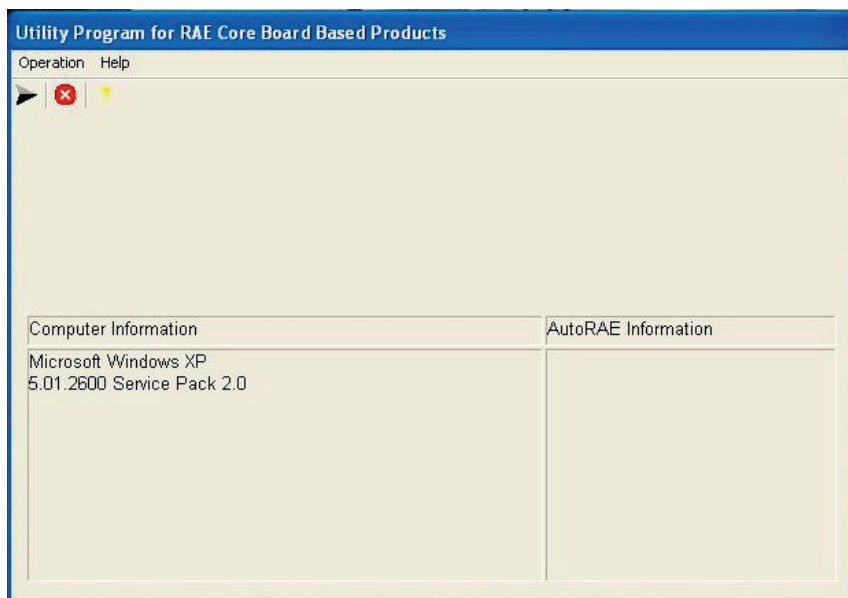 Utility Program for RAE Core Board Based Products
Operation Help
?
Computer Information AutoRAE Information
Microsoft Windows XP
5.01.2600 Service Pack 2.0